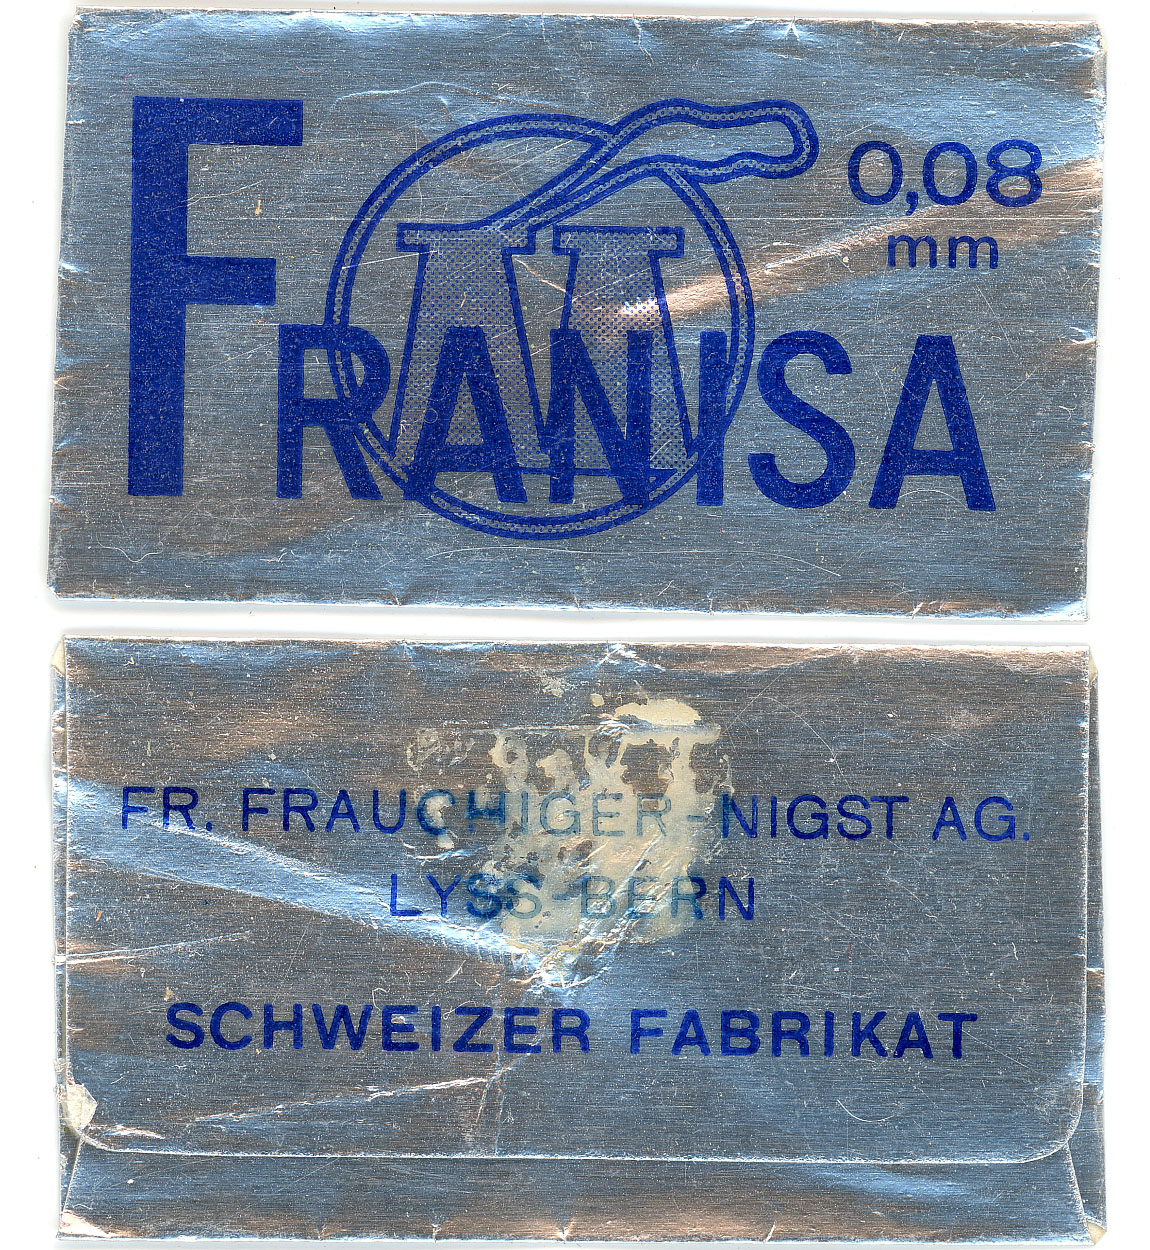 FRANISA
0,08
mm
FR. FRAUCHIGER-NIGST AG.
LYSS-BERN
SCHWEIZER FABRIKAT